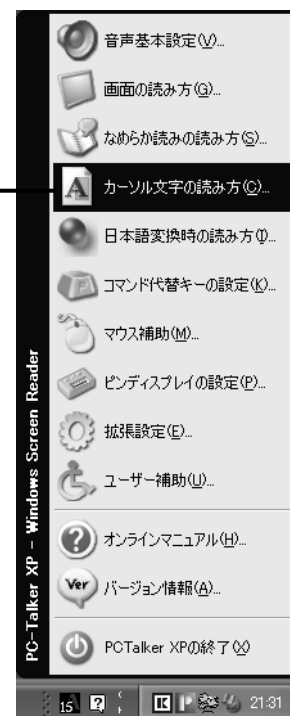 音声基本設定(V)...
画面の読み方(G)...
なめらか読みの読み方(S)...
カーソル文字の読み方(C)...
日本語変換時の読み方(I)...
コマンド代替キーの設定(K)...
マウス補助(M)...
ピンディスプレイの設定(P)...
拡張設定(E)...
ユーザー補助(U)...
オンラインマニュアル(H)...
Ver バージョン情報(A)...
PCTalker XPの終了(X)
PC-Talker XP - Windows Screen Reader
15 21:31